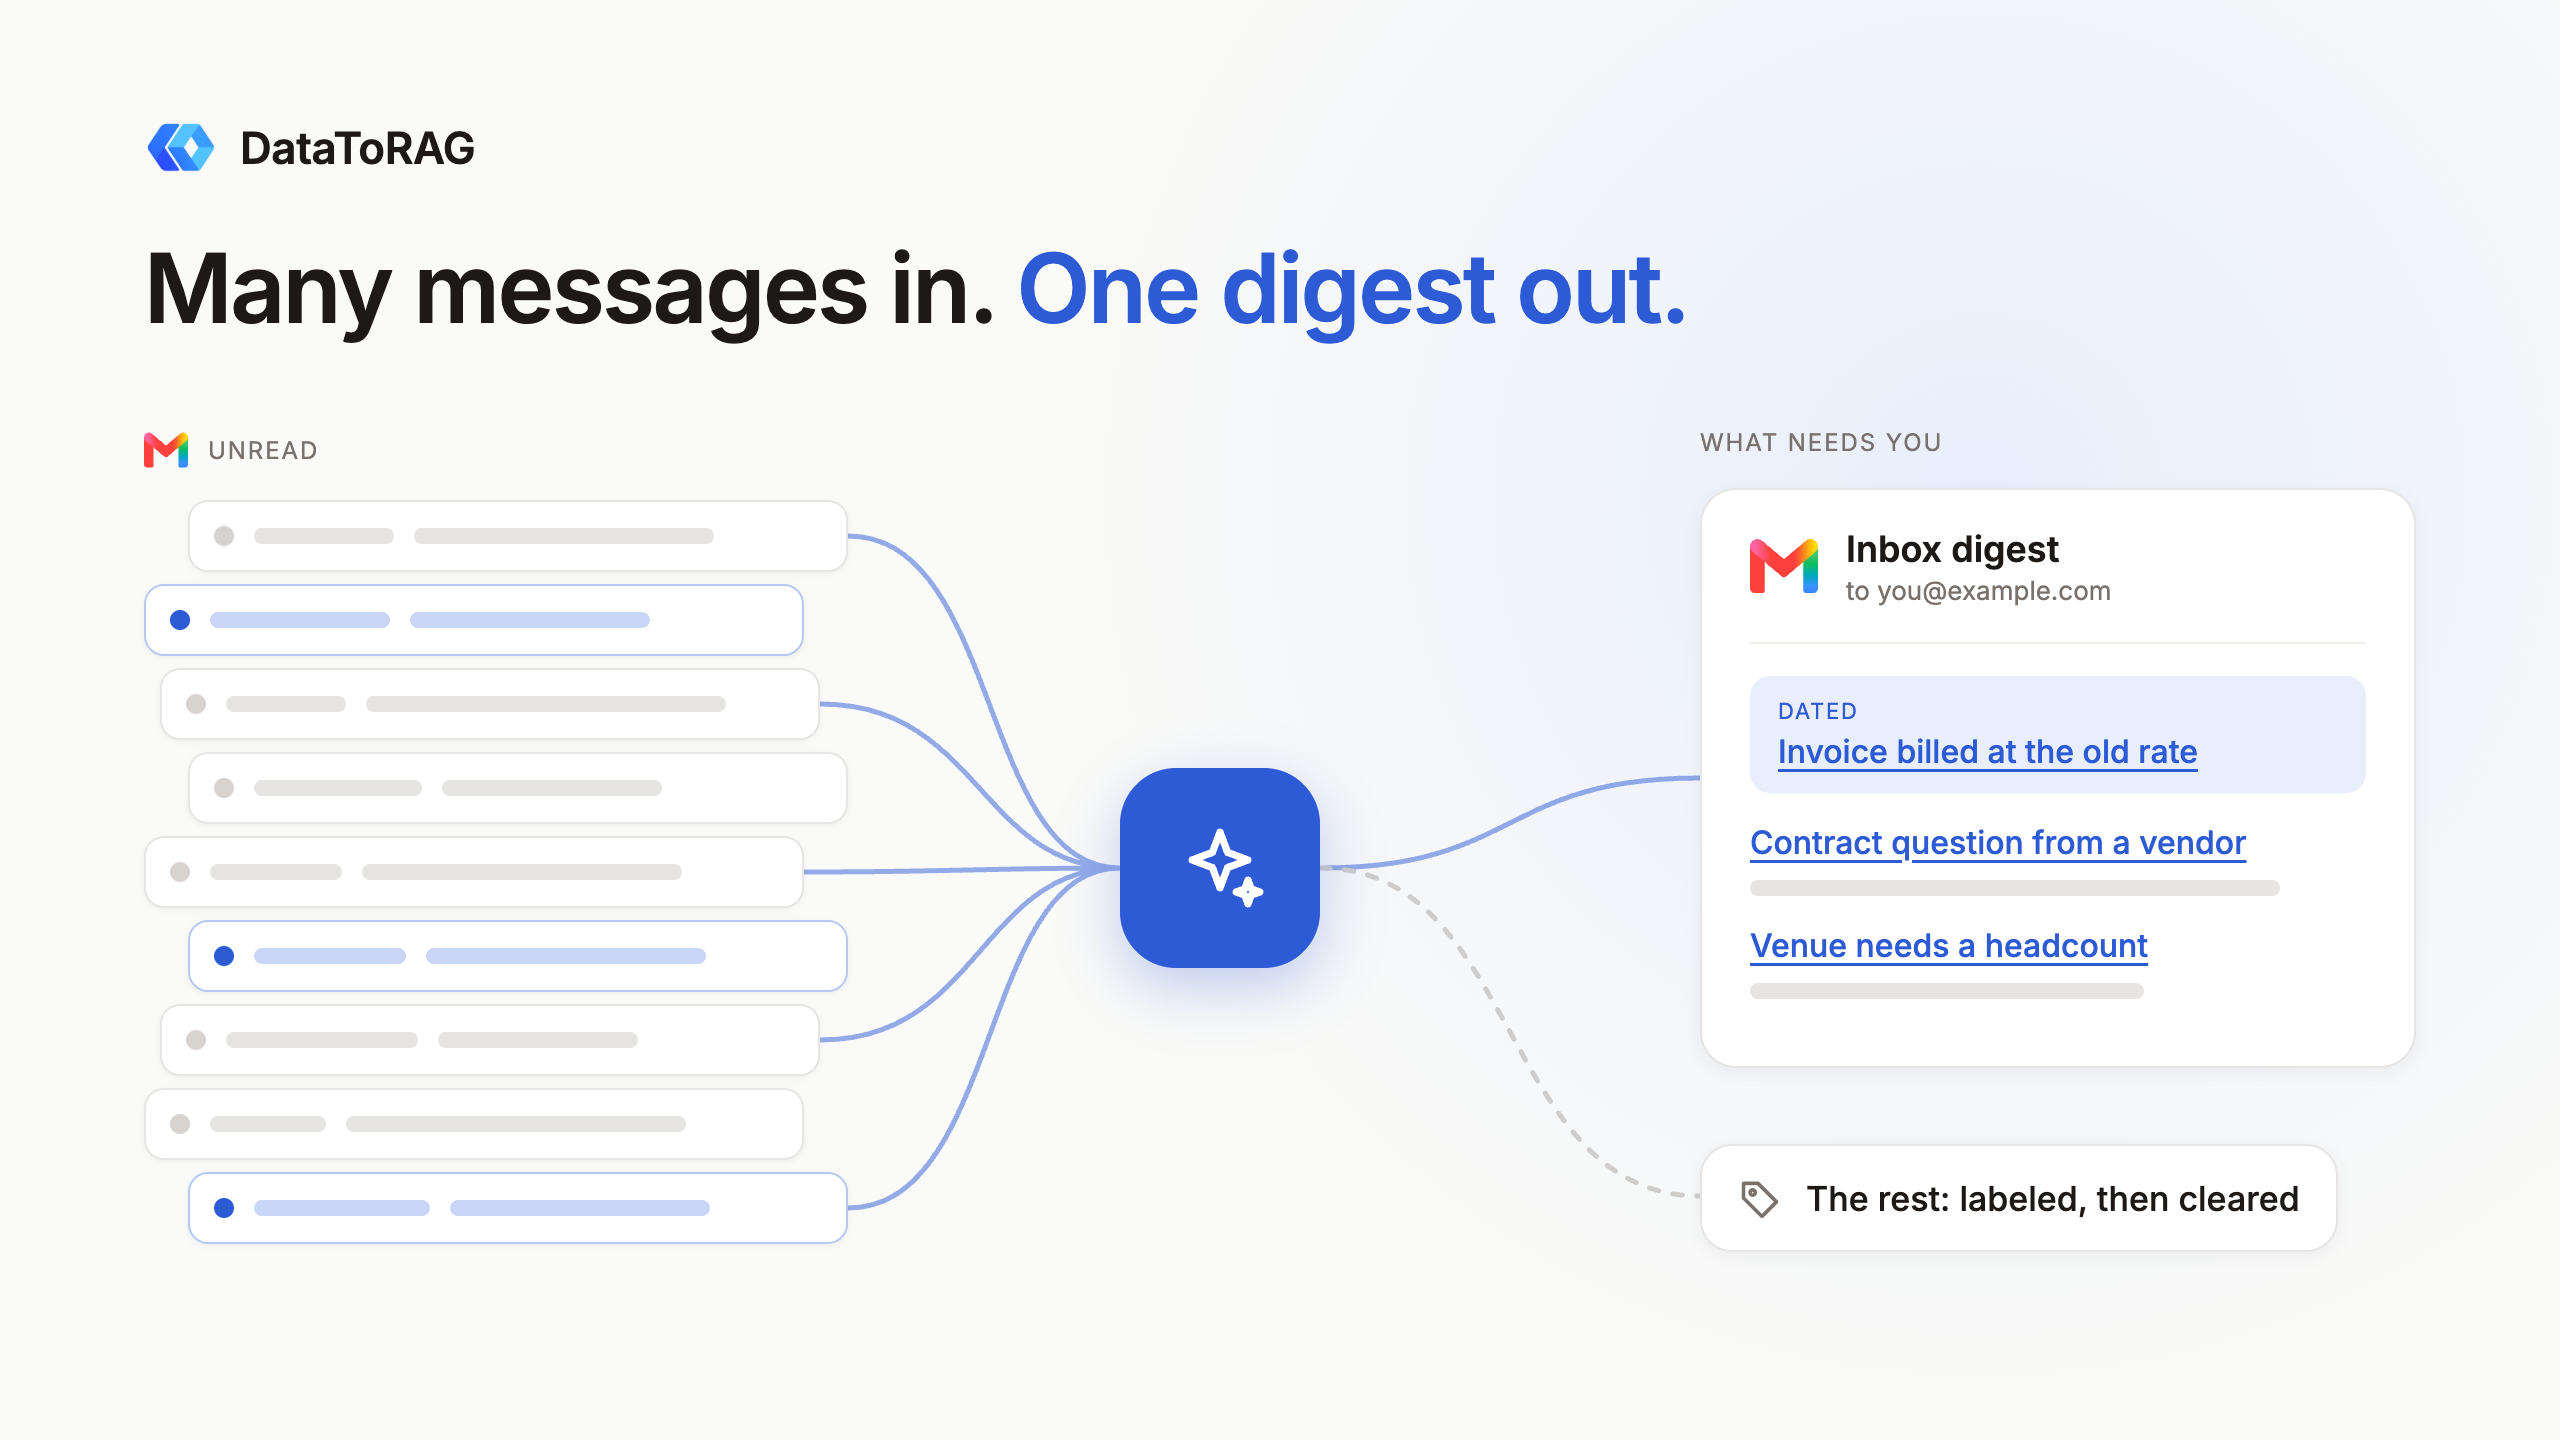 DataToRAG
Many messages in. One digest out.
UNREAD
WHAT NEEDS YOU
Inbox digest
to you@example.com
DATED
Invoice billed at the old rate
Contract question from a vendor
Venue needs a headcount
The rest: labeled, then cleared